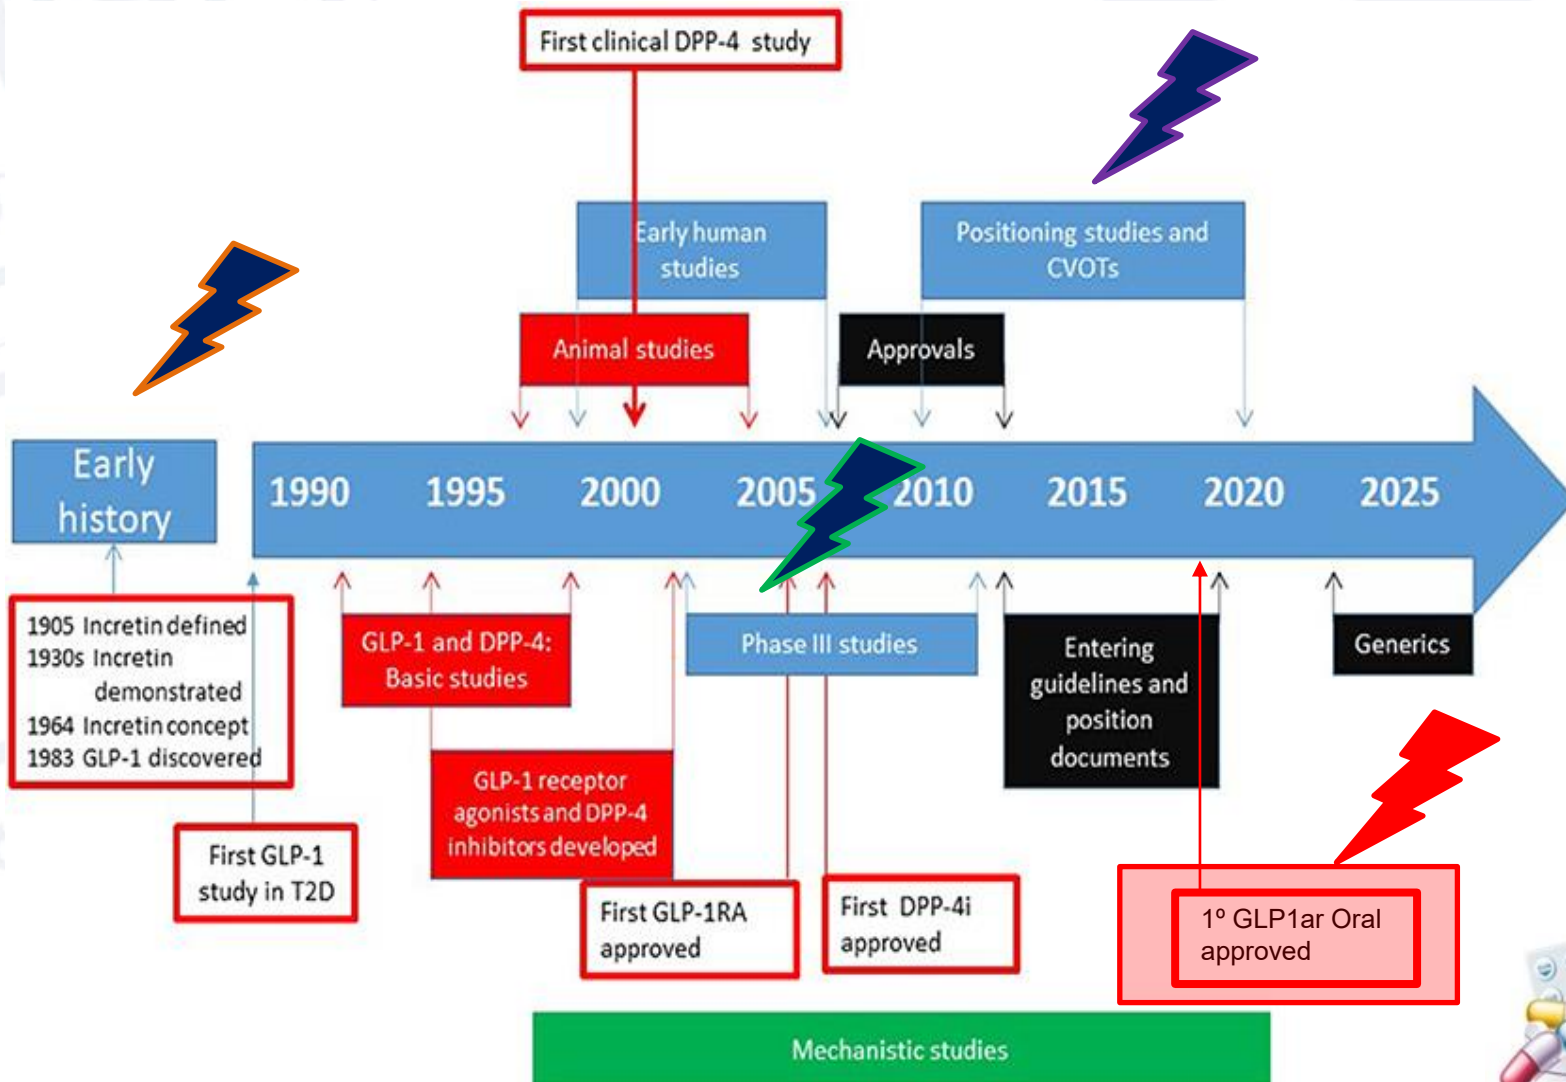 First clinical DPP-4 study
Early human
studies
Positioning studies and
CVOTs
Animal studies
Approvals
Early
history
1990 1995 2000 2005 2010 2015 2020 2025
1905 Incretin defined
1930s Incretin
demonstrated
1964 Incretin concept
1983 GLP-1 discovered
GLP-1 and DPP-4:
Basic studies
Phase III studies
Entering
guidelines and
position
documents
Generics
GLP-1 receptor
agonists and DPP-4
inhibitors developed
First GLP-1
study in T2D
First GLP-1RA
approved
First DPP-4i
approved
1º GLP1ar Oral
approved
Mechanistic studies